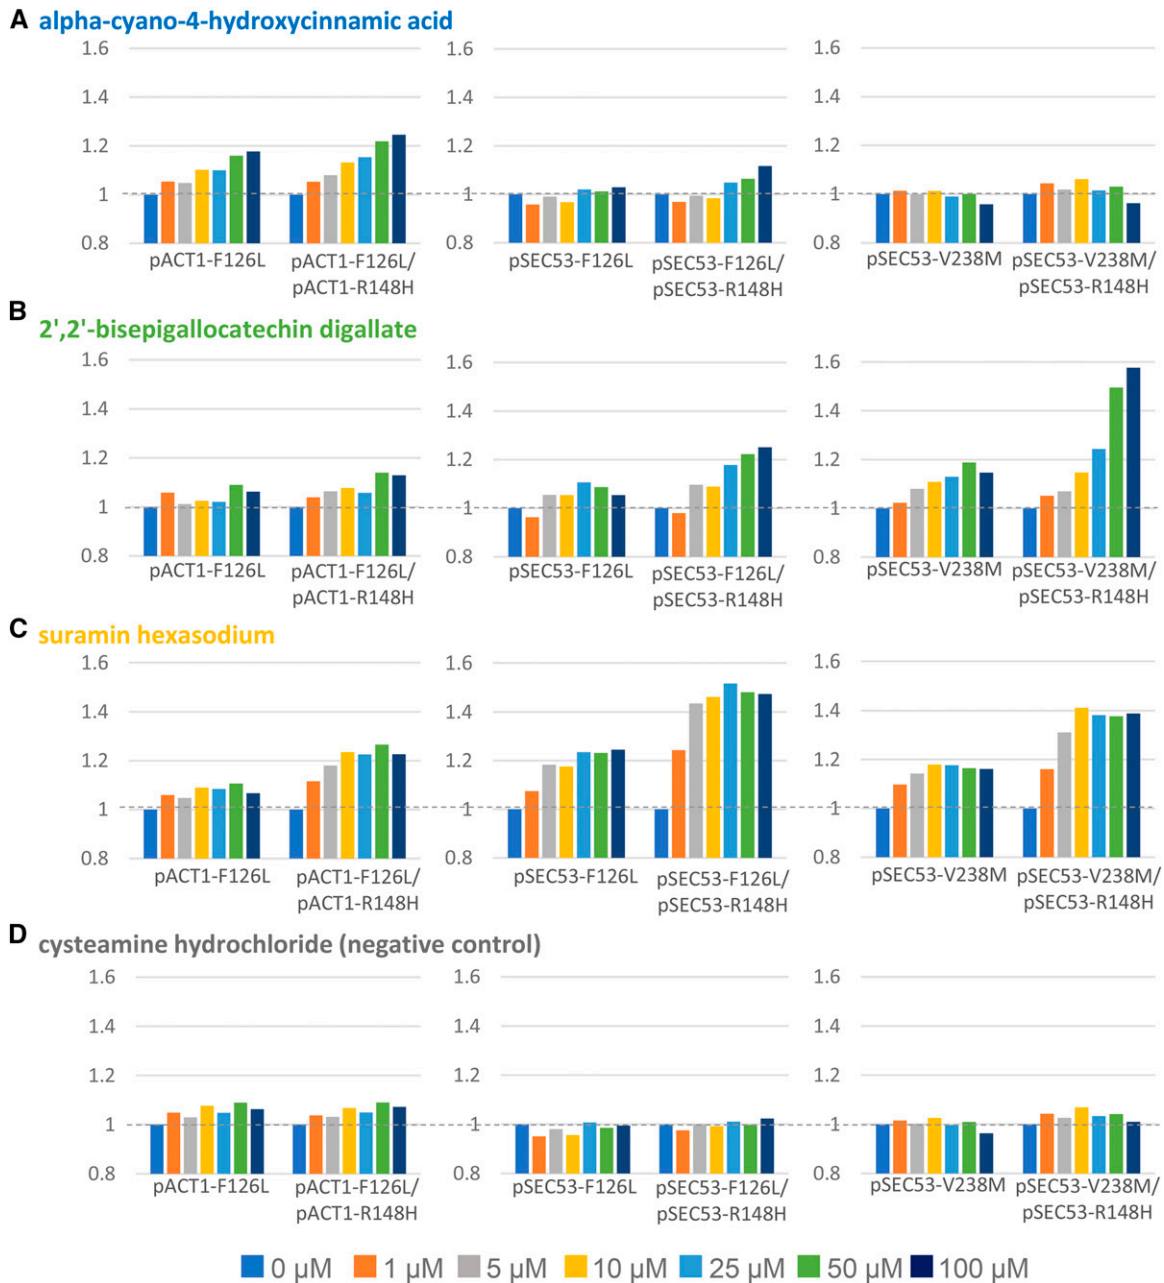 A alpha-cyano-4-hydroxycinnamic acid
1.6 1.6 1.6
1.4 1.4 1.4
1.2 1.2 1.2
1 1 1
0.8 0.8 0.8
pACT1-F126L pACT1-F126L/ pSEC53-F126L pSEC53-F126L/ pSEC53-V238M pSEC53-V238M/
pACT1-R148H pSEC53-R148H pSEC53-R148H
B 2',2'-bisepigallocatechin digallate
1.6 1.6 1.6
1.4 1.4 1.4
1.2 1.2 1.2
1 1 1
0.8 0.8 0.8
pACT1-F126L pACT1-F126L/ pSEC53-F126L pSEC53-F126L/ pSEC53-V238M pSEC53-V238M/
pACT1-R148H pSEC53-R148H pSEC53-R148H
C suramin hexasodium
1.6 1.6 1.6
1.4 1.4 1.4
1.2 1.2 1.2
1 1 1
0.8 0.8 0.8
pACT1-F126L pACT1-F126L/ pSEC53-F126L pSEC53-F126L/ pSEC53-V238M pSEC53-V238M/
pACT1-R148H pSEC53-R148H pSEC53-R148H
D cysteamine hydrochloride (negative control)
1.6 1.6 1.6
1.4 1.4 1.4
1.2 1.2 1.2
1 1 1
0.8 0.8 0.8
pACT1-F126L pACT1-F126L/ pSEC53-F126L pSEC53-F126L/ pSEC53-V238M pSEC53-V238M/
pACT1-R148H pSEC53-R148H pSEC53-R148H
0 µM 1 µM 5 µM 10 µM 25 µM 50 µM 100 µM